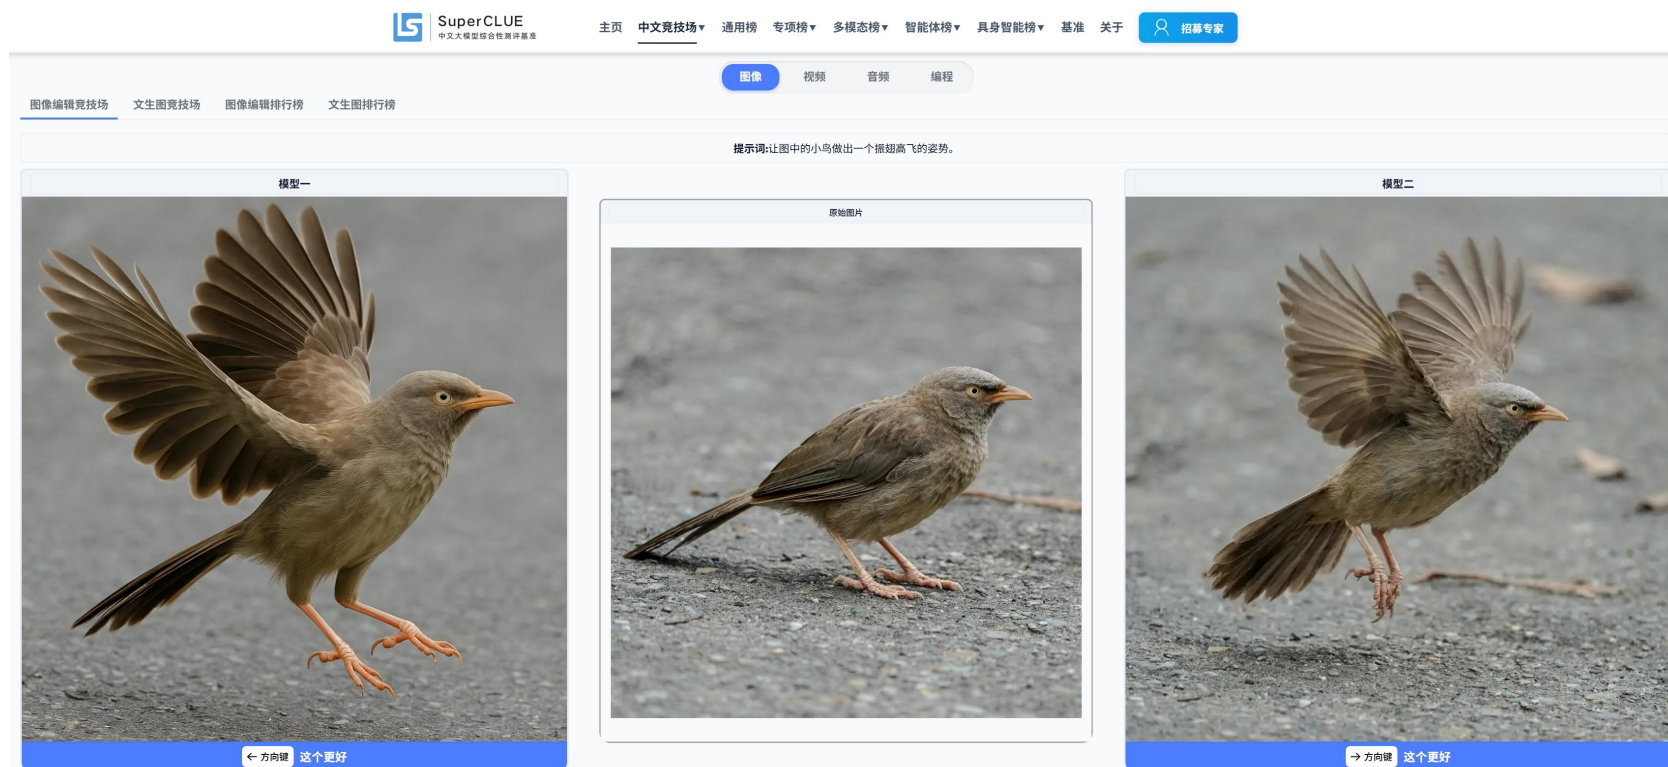 SuperCLUE
中文大模型综合性测评基准
主页 中文竞技场▼ 通用榜 专项榜▼ 多模态榜▼ 智能体榜▼ 具身智能榜▼ 基准 关于 招募专家
图像 视频 音频 编程
图像编辑竞技场 文生图竞技场 图像编辑排行榜 文生图排行榜
提示词:让图中的小鸟做出一个振翅高飞的姿势。
模型一
原始图片
模型二
← 方向键 这个更好
→ 方向键 这个更好